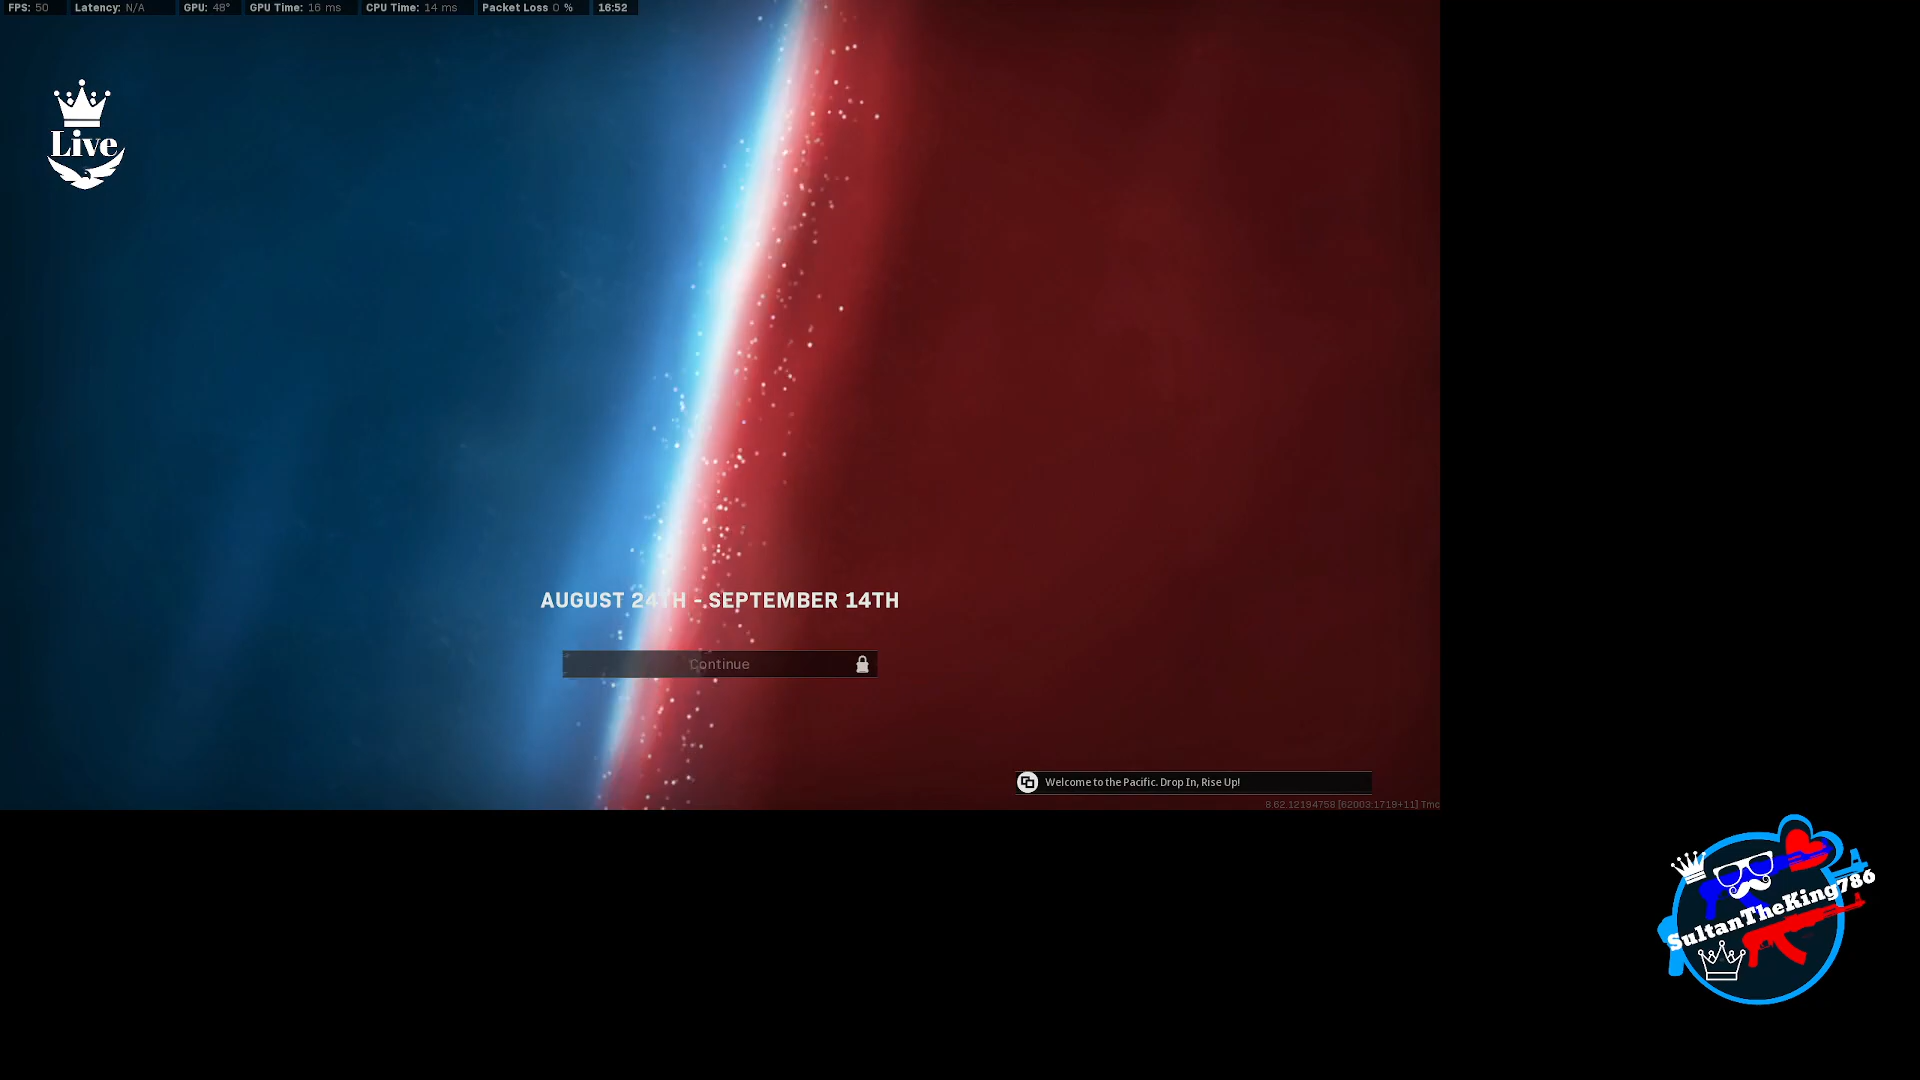 FPS: 50 Latency: N/A GPU: 48° GPU Time: 16 ms CPU Time: 14 ms Packet Loss 0 % 16:52
Live
AUGUST 24TH - SEPTEMBER 14TH
Continue
Welcome to the Pacific. Drop In, Rise Up!
8.62.12194758 [62003:1719+11] Tmc
SultanTheKing786